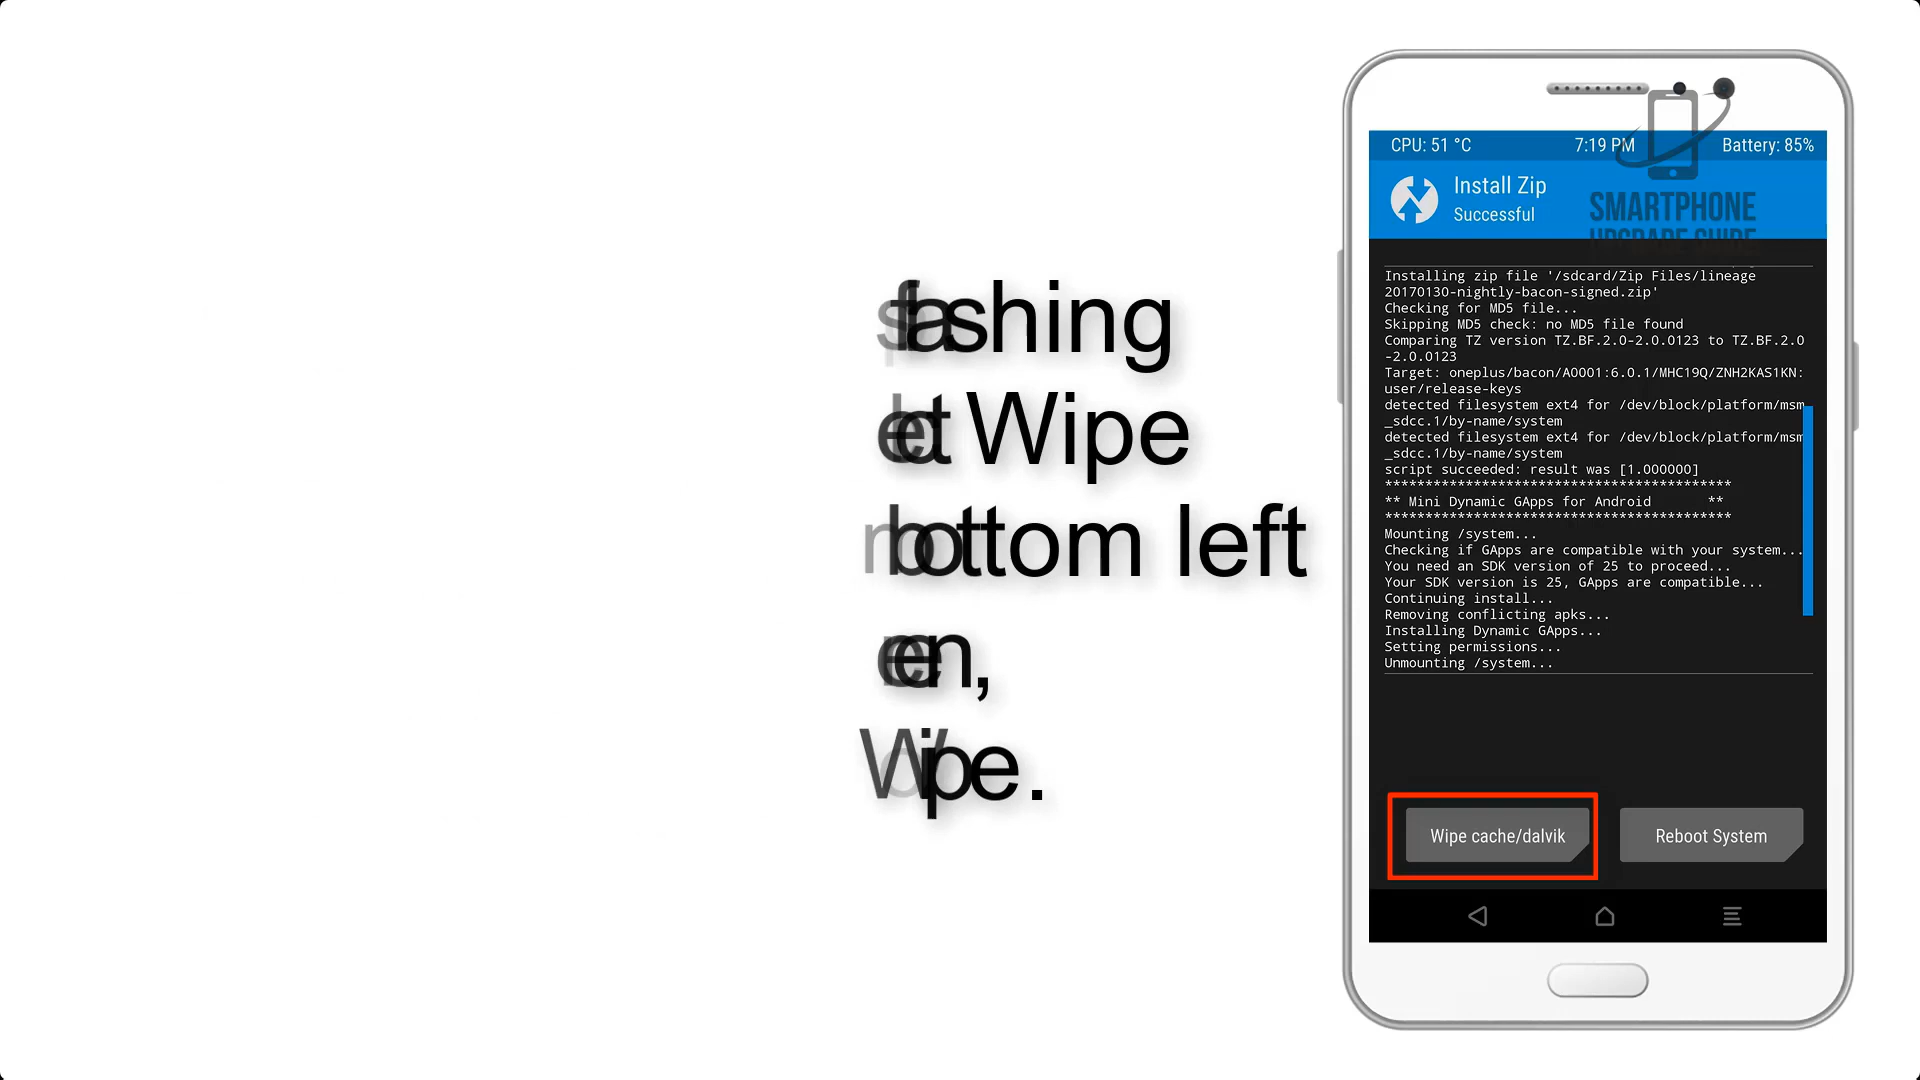 shing
Wipe
bottom left
en,
Wipe.
CPU: 51 °C 7:19 PM Battery: 85%
Install Zip
Successful
SMARTPHONE
UPGRADE GUIDE
Installing zip file '/sdcard/Zip Files/lineage
20170130-nightly-bacon-signed.zip'
Checking for MD5 file...
Skipping MD5 check: no MD5 file found
Comparing TZ version TZ.BF.2.0-2.0.0123 to TZ.BF.2.0
-2.0.0123
Target: oneplus/bacon/A0001:6.0.1/MHC19Q/ZNH2KAS1KN:
user/release-keys
detected filesystem ext4 for /dev/block/platform/msm
_sdcc.1/by-name/system
detected filesystem ext4 for /dev/block/platform/msm
_sdcc.1/by-name/system
script succeeded: result was [1.000000]
*******************************************
** Mini Dynamic GApps for Android **
*******************************************
Mounting /system...
Checking if GApps are compatible with your system...
You need an SDK version of 25 to proceed...
Your SDK version is 25, GApps are compatible...
Continuing install...
Removing conflicting apks...
Installing Dynamic GApps...
Setting permissions...
Unmounting /system...
Wipe cache/dalvik Reboot System